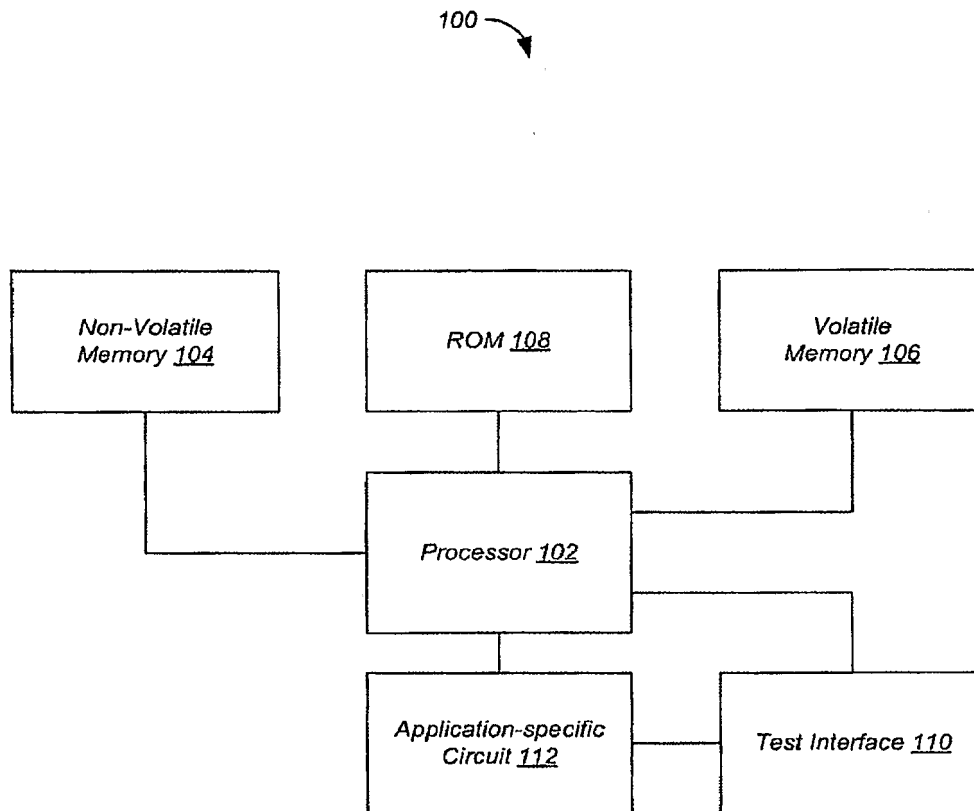 100
Non-Volatile
Memory 104
ROM 108
Volatile
Memory 106
Processor 102
Application-specific
Circuit 112
Test Interface 110